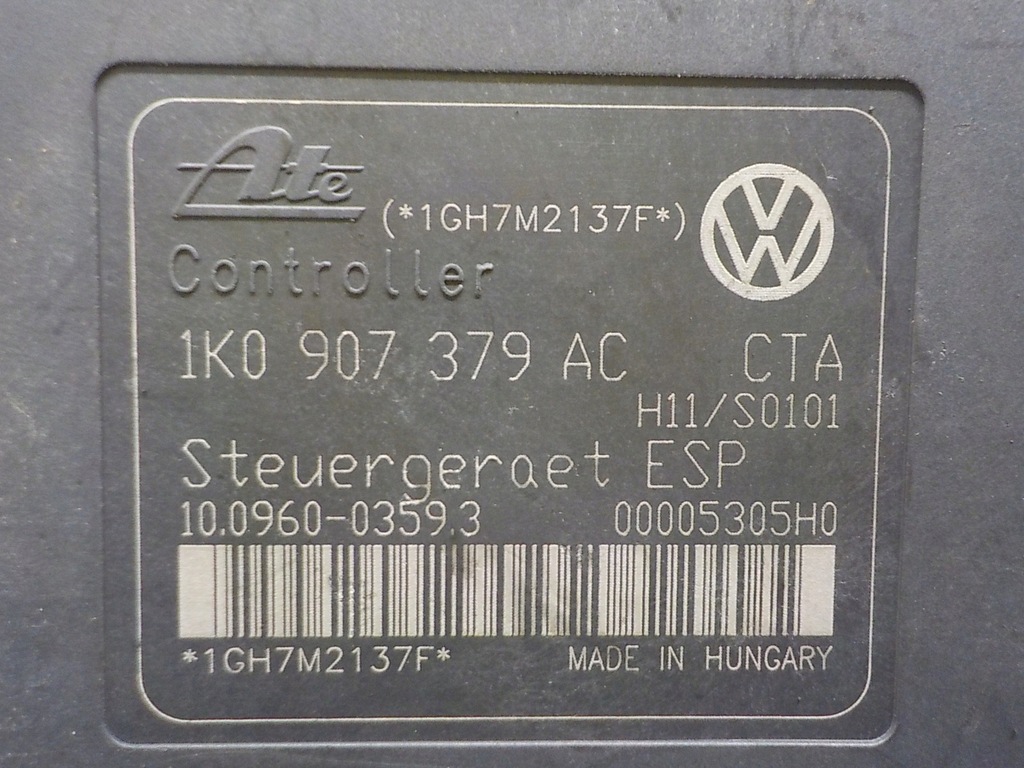 Ate
(*1GH7M2137F*)
Controller
1K0 907 379 AC CTA
H11/S0101
Steuergeraet ESP
10.0960-0359.3 00005305H0
*1GH7M2137F* MADE IN HUNGARY